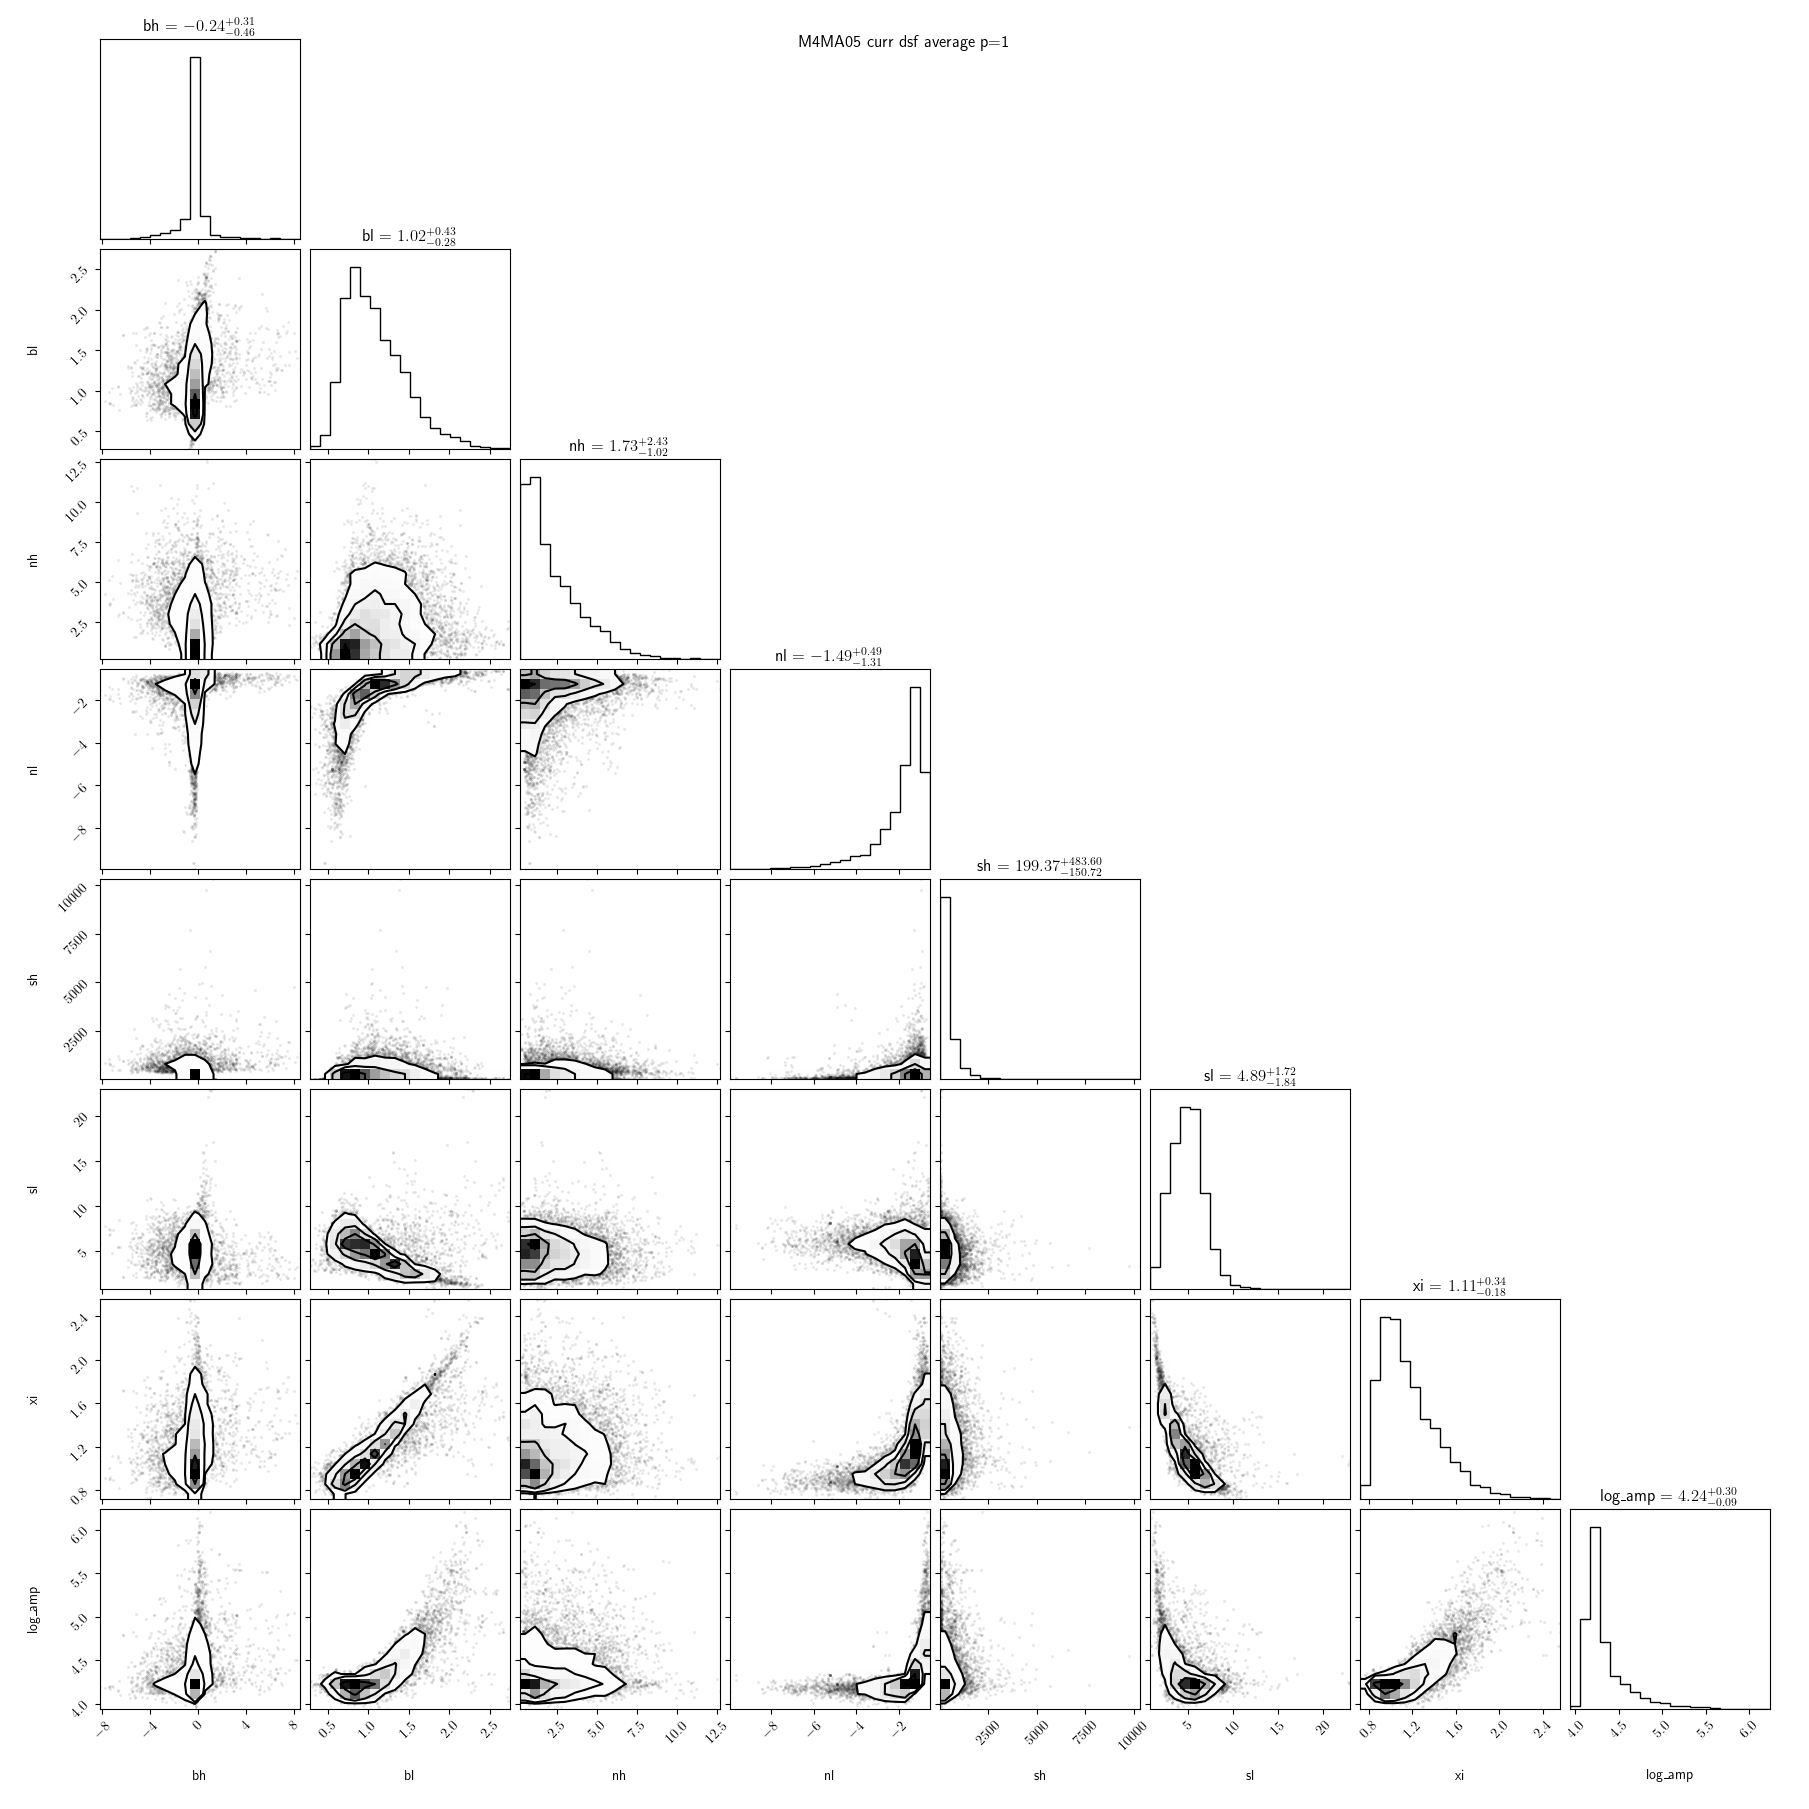 M4MA05 curr dsf average p=1
bh = −0.24 +0.31 −0.46
bl = 1.02 +0.43 −0.28
nh = 1.73 +2.43 −1.02
nl = −1.49 +0.49 −1.31
sh = 199.37 +483.60 −150.72
sl = 4.89 +1.72 −1.84
xi = 1.11 +0.34 −0.18
log_amp = 4.24 +0.30 −0.09
bl
2.5
2.0
1.5
1.0
0.5
nh
12.5
10.0
7.5
5.0
2.5
nl
−2
−4
−6
−8
sh
10000
7500
5000
2500
sl
20
15
10
5
xi
2.4
2.0
1.6
1.2
0.8
log_amp
6.0
5.5
5.0
4.5
4.0
−8 −4 0 4 8
0.5 1.0 1.5 2.0 2.5
2.5 5.0 7.5 10.0 12.5
−8 −6 −4 −2
2500 5000 7500 10000
5 10 15 20
0.8 1.2 1.6 2.0 2.4
4.0 4.5 5.0 5.5 6.0
bh bl nh nl sh sl xi log_amp